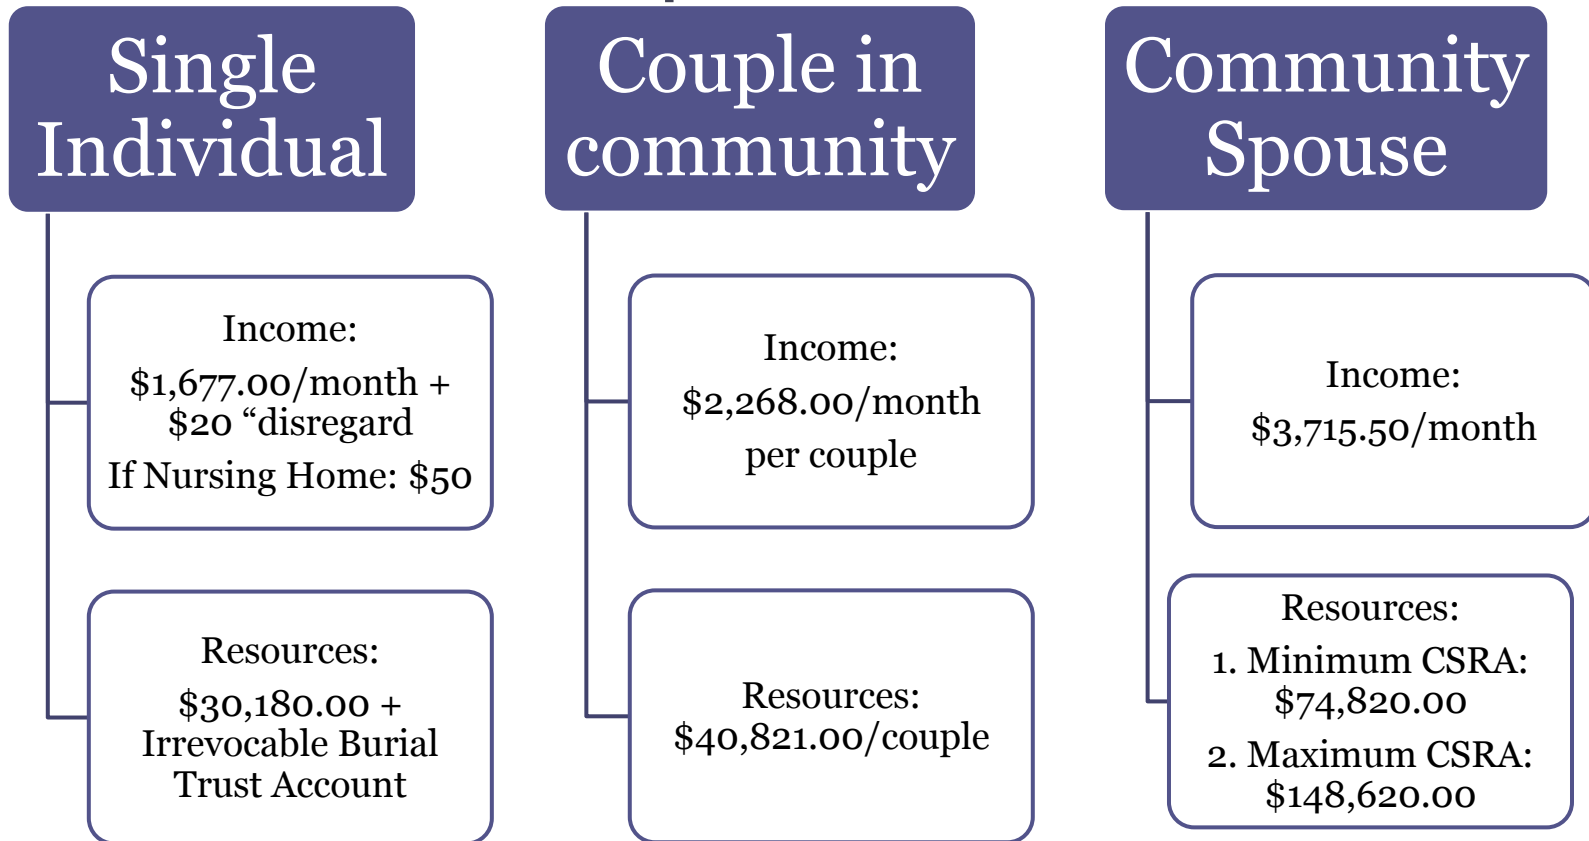 Single
Individual
Income:
$1,677.00/month +
$20 “disregard
If Nursing Home: $50
Resources:
$30,180.00 +
Irrevocable Burial
Trust Account
Couple in
community
Income:
$2,268.00/month
per couple
Resources:
$40,821.00/couple
Community
Spouse
Income:
$3,715.50/month
Resources:
1. Minimum CSRA:
$74,820.00
2. Maximum CSRA:
$148,620.00